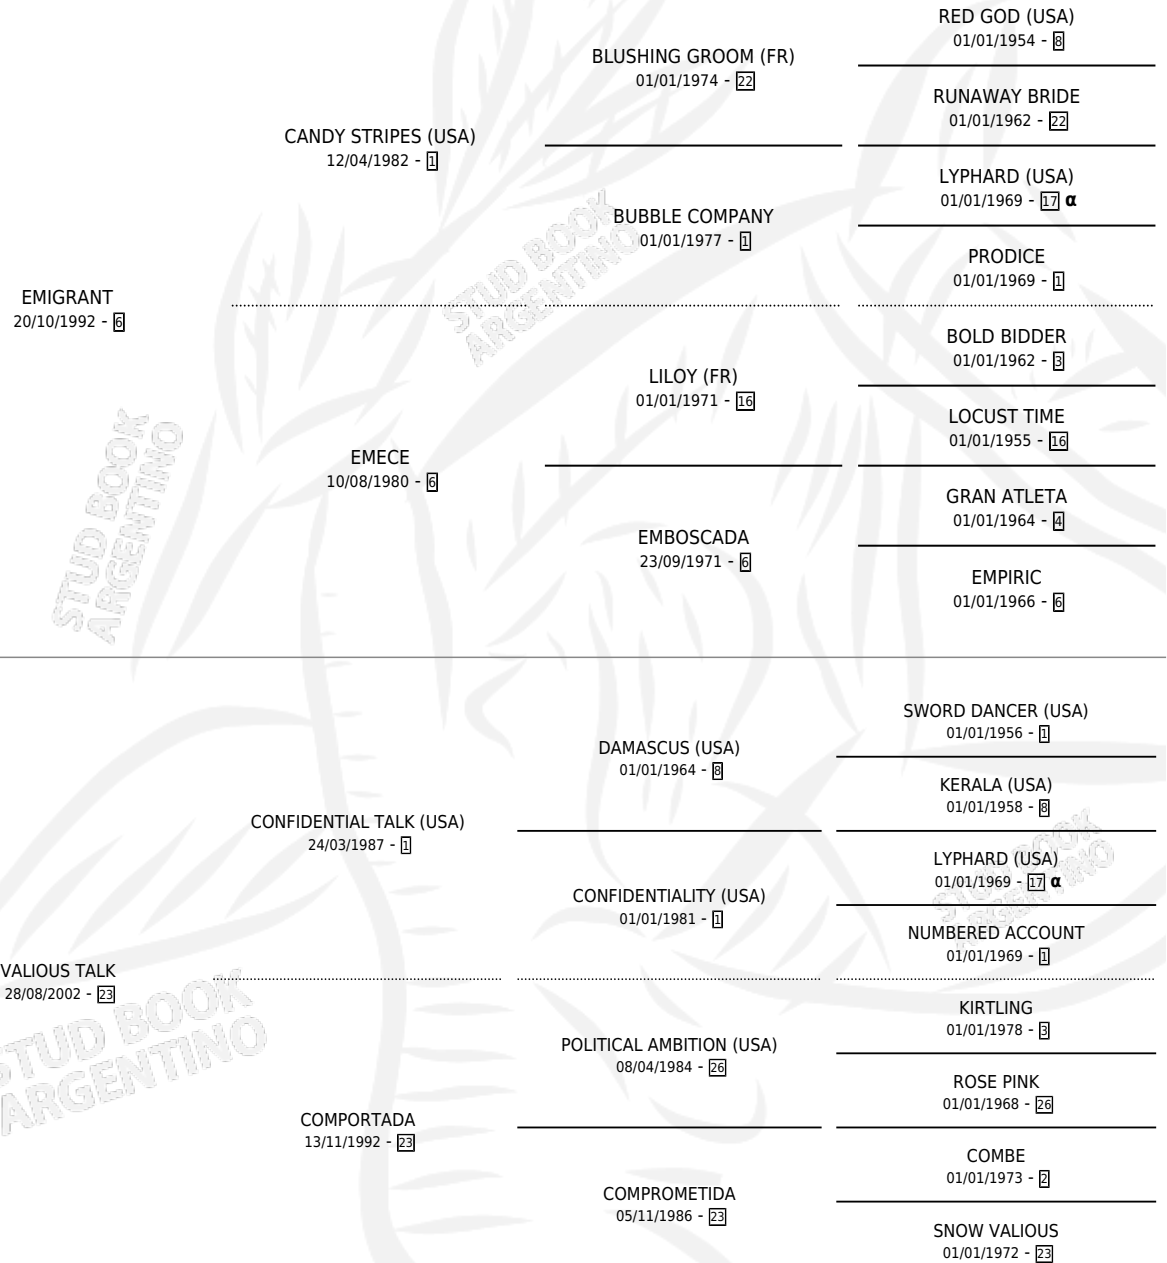 RED GOD (USA)
01/01/1954 - 8
BLUSHING GROOM (FR)
01/01/1974 - 22
RUNAWAY BRIDE
01/01/1962 - 22
CANDY STRIPES (USA)
12/04/1982 - 1
LYPHARD (USA)
01/01/1969 - 17 α
BUBBLE COMPANY
01/01/1977 - 1
PRODICE
01/01/1969 - 1
STUD BOOK
ARGENTINO
EMIGRANT
20/10/1992 - 6
BOLD BIDDER
01/01/1962 - 3
LILOY (FR)
01/01/1971 - 16
LOCUST TIME
01/01/1955 - 16
EMECE
10/08/1980 - 6
GRAN ATLETA
01/01/1964 - 4
EMBOSCADA
23/09/1971 - 6
EMPIRIC
01/01/1966 - 6
STUD BOOK
ARGENTINO
SWORD DANCER (USA)
01/01/1956 - 1
DAMASCUS (USA)
01/01/1964 - 8
KERALA (USA)
01/01/1958 - 8
CONFIDENTIAL TALK (USA)
24/03/1987 - 1
LYPHARD (USA)
01/01/1969 - 17 α
CONFIDENTIALITY (USA)
01/01/1981 - 1
NUMBERED ACCOUNT
01/01/1969 - 1
STUD BOOK
ARGENTINO
VALIOUS TALK
28/08/2002 - 23
KIRTLING
01/01/1978 - 3
POLITICAL AMBITION (USA)
08/04/1984 - 26
ROSE PINK
01/01/1968 - 26
COMPORTADA
13/11/1992 - 23
COMBE
01/01/1973 - 2
COMPROMETIDA
05/11/1986 - 23
SNOW VALIOUS
01/01/1972 - 23
STUD BOOK
ARGENTINO